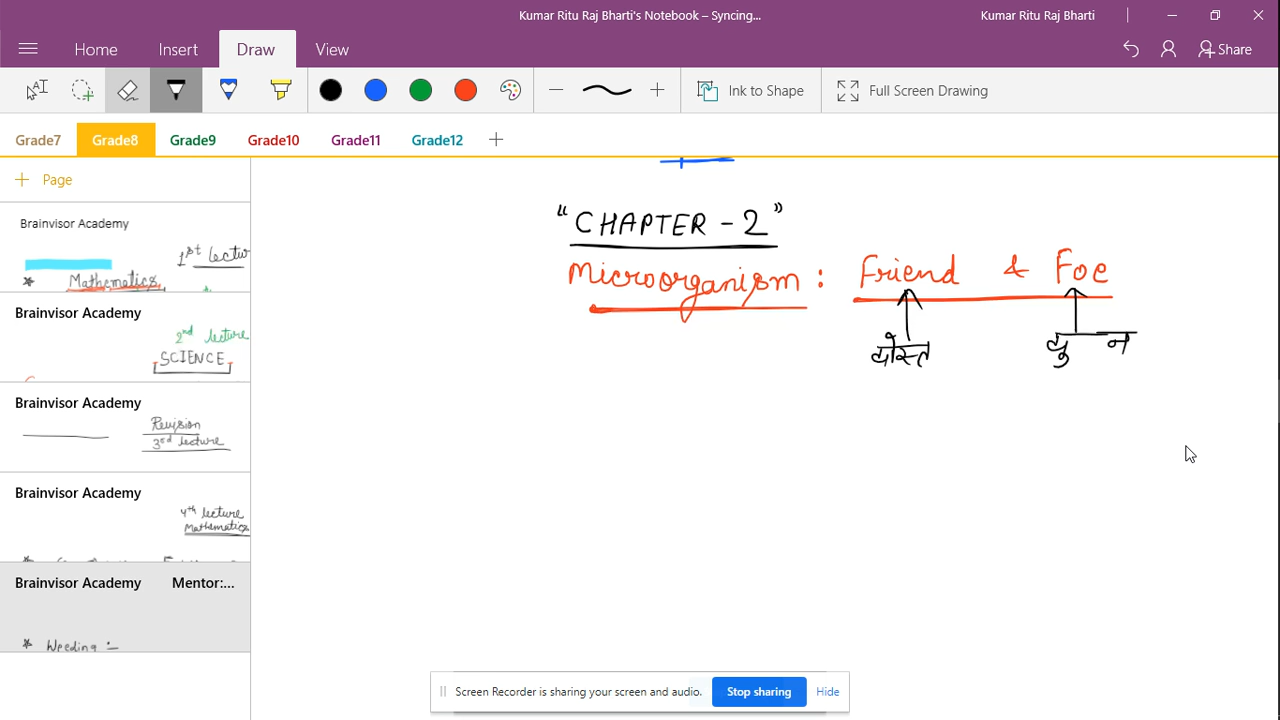 Kumar Ritu Raj Bharti's Notebook – Syncing...
Kumar Ritu Raj Bharti
Home
Insert
Draw
View
Share
Ink to Shape
Full Screen Drawing
Grade7
Grade8
Grade9
Grade10
Grade11
Grade12
Page
Brainvisor Academy
1st lectur
* Mathematics
Brainvisor Academy
2nd lecture
SCIENCE
Brainvisor Academy
Revision
3rd lecture
Brainvisor Academy
4th lecture
Mathematics
Brainvisor Academy Mentor:...
* Weeding :-
"CHAPTER - 2"
Microorganism : Friend & Foe
दोस्त
Screen Recorder is sharing your screen and audio.
Stop sharing
Hide